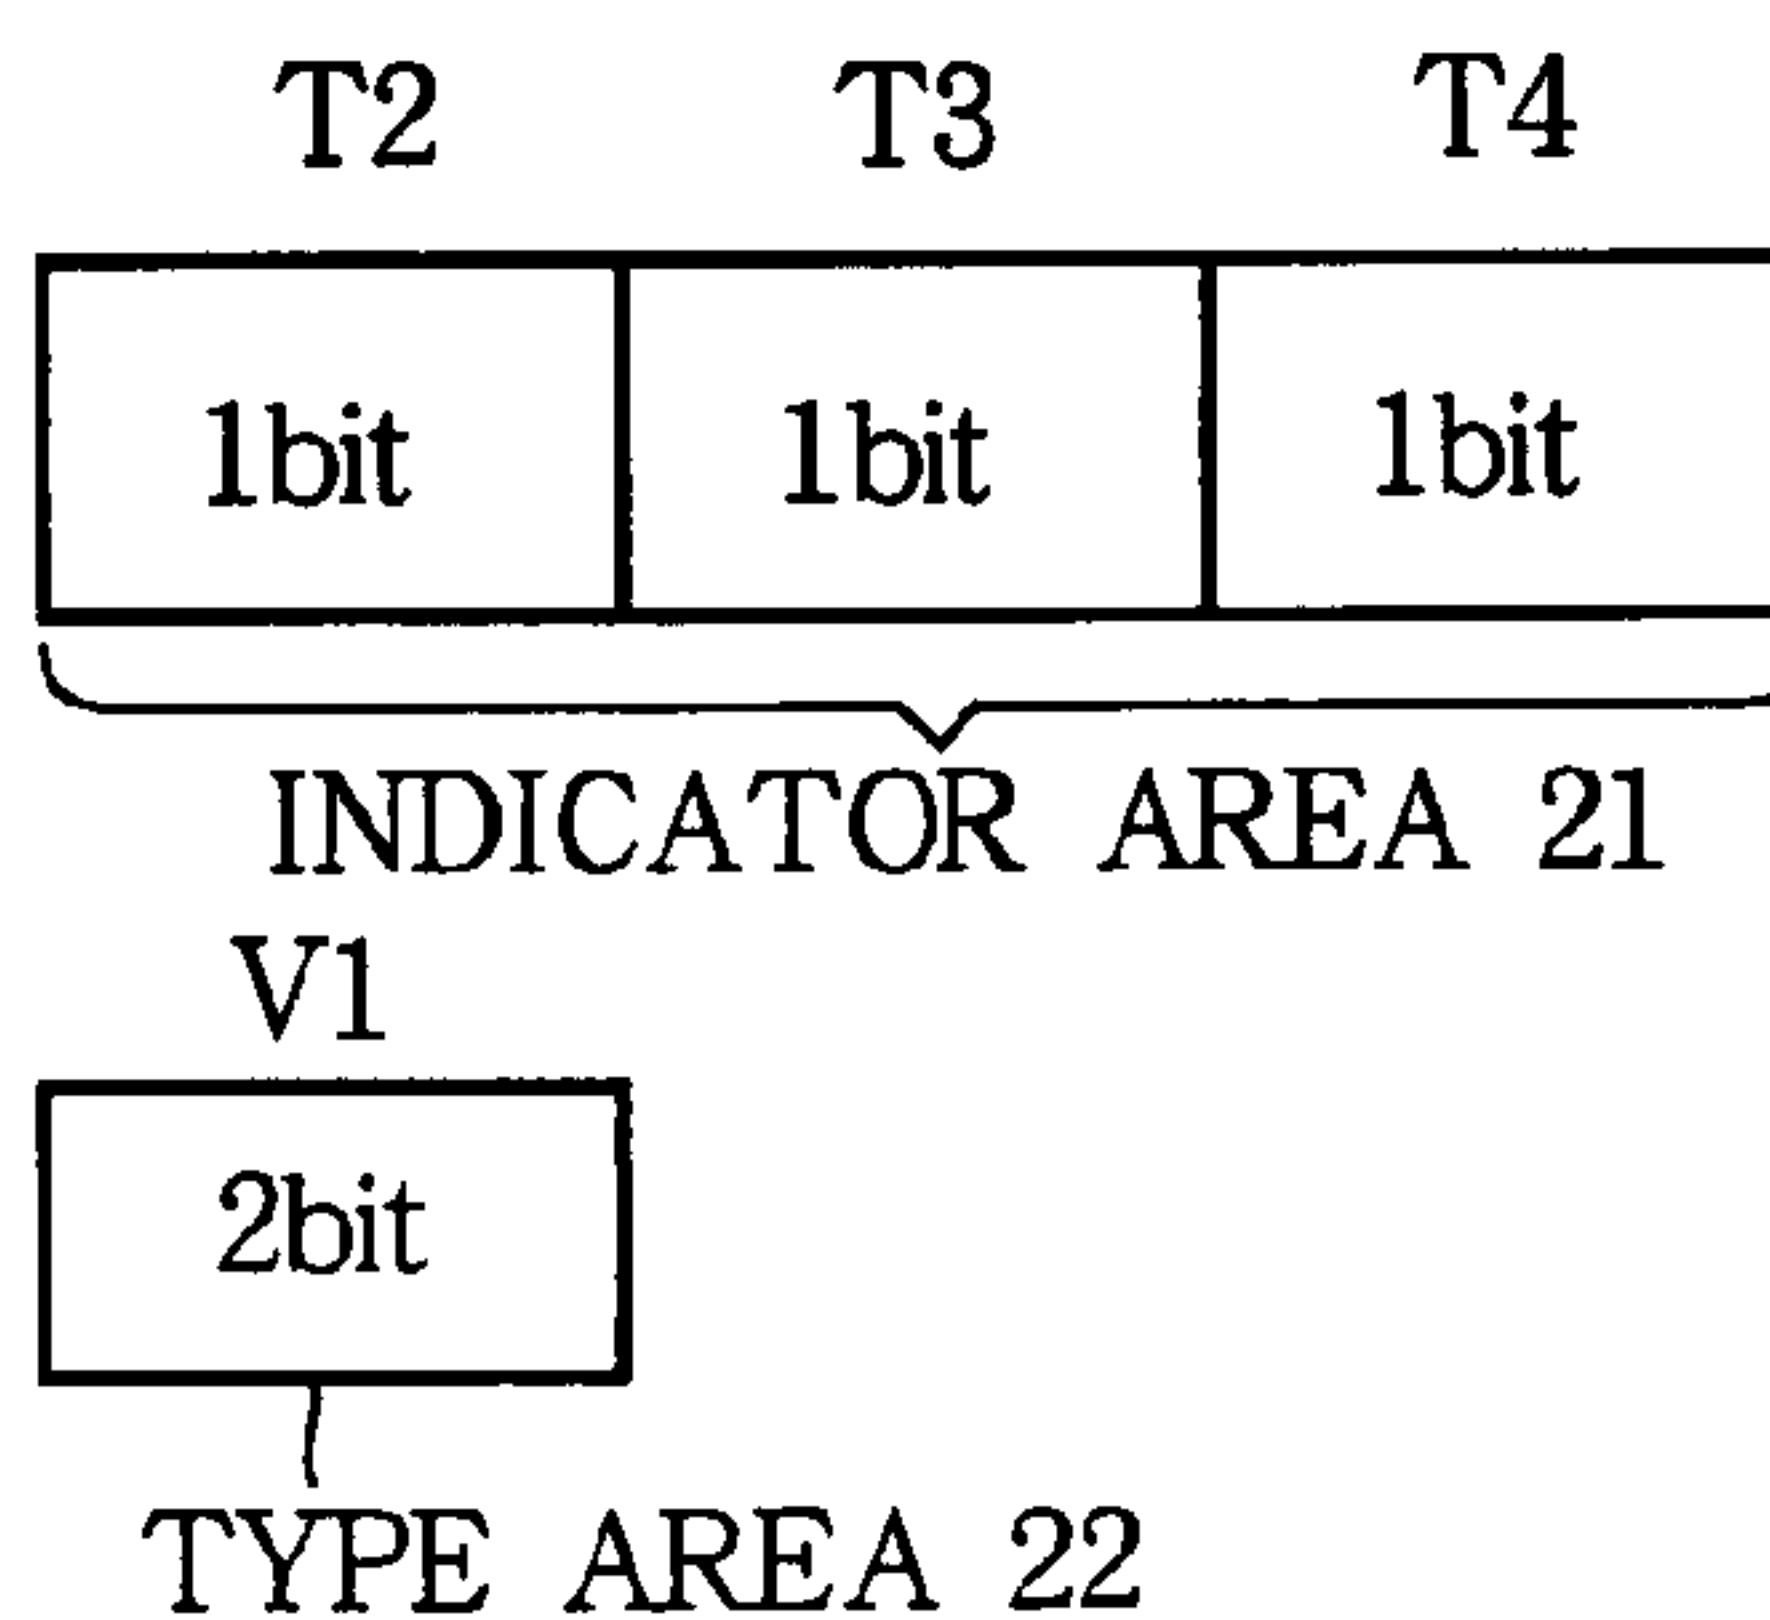 T2 T3 T4
1bit 1bit 1bit
INDICATOR AREA 21
V1
2bit
TYPE AREA 22